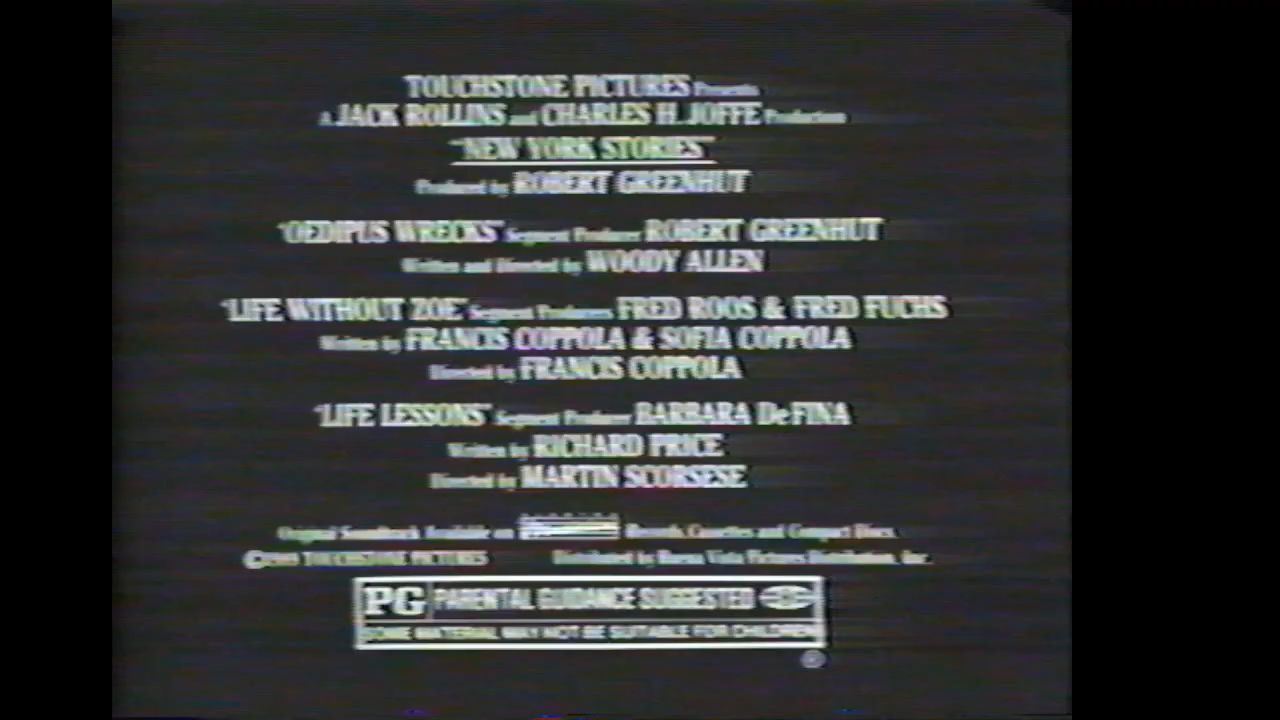 TOUCHSTONE PICTURES Presents
A JACK ROLLINS and CHARLES H. JOFFE Production
"NEW YORK STORIES"
Produced by ROBERT GREENHUT
"OEDIPUS WRECKS" Segment Producer ROBERT GREENHUT
Written and Directed by WOODY ALLEN
"LIFE WITHOUT ZOE" Segment Producers FRED ROOS & FRED FUCHS
Written by FRANCIS COPPOLA & SOFIA COPPOLA
Directed by FRANCIS COPPOLA
"LIFE LESSONS" Segment Producer BARBARA DeFINA
Written by RICHARD PRICE
Directed by MARTIN SCORSESE
Original Soundtrack Available on Records, Cassettes and Compact Discs
© TOUCHSTONE PICTURES Distributed by Buena Vista Pictures Distribution, Inc.
PG PARENTAL GUIDANCE SUGGESTED
SOME MATERIAL MAY NOT BE SUITABLE FOR CHILDREN
®